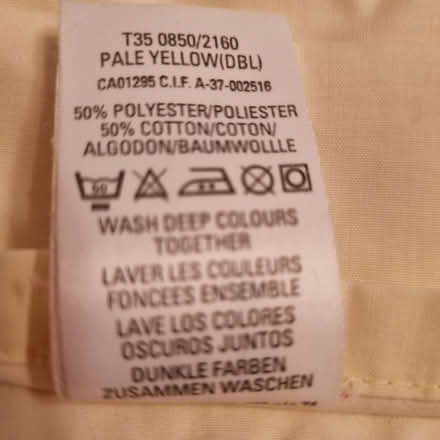 T35 0850/2160
PALE YELLOW(DBL)
CA01295 C.I.F. A-37-002516
50% POLYESTER/POLIESTER
50% COTTON/COTON/
ALGODON/BAUMWOLLLE
WASH DEEP COLOURS
TOGETHER
LAVER LES COULEURS
FONCEES ENSEMBLE
LAVE LOS COLORES
OSCUROS JUNTOS
DUNKLE FARBEN
ZUSAMMEN WASCHEN